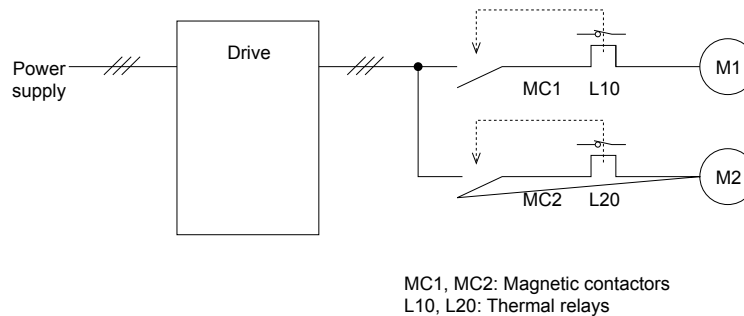 Drive
Power
supply
M1
MC1
L10
M2
MC2
L20
MC1, MC2: Magnetic contactors
L10, L20: Thermal relays